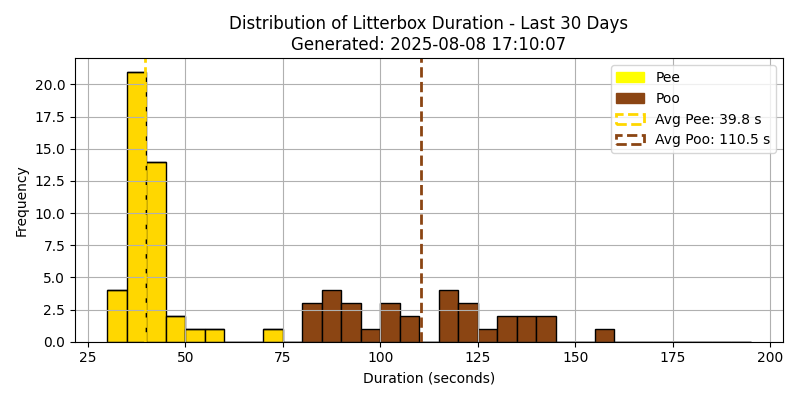 Distribution of Litterbox Duration - Last 30 Days
Generated: 2025-08-08 17:10:07
Pee
Poo
Avg Pee: 39.8 s
Avg Poo: 110.5 s
Frequency
20.0
17.5
15.0
12.5
10.0
7.5
5.0
2.5
0.0
25 50 75 100 125 150 175 200
Duration (seconds)